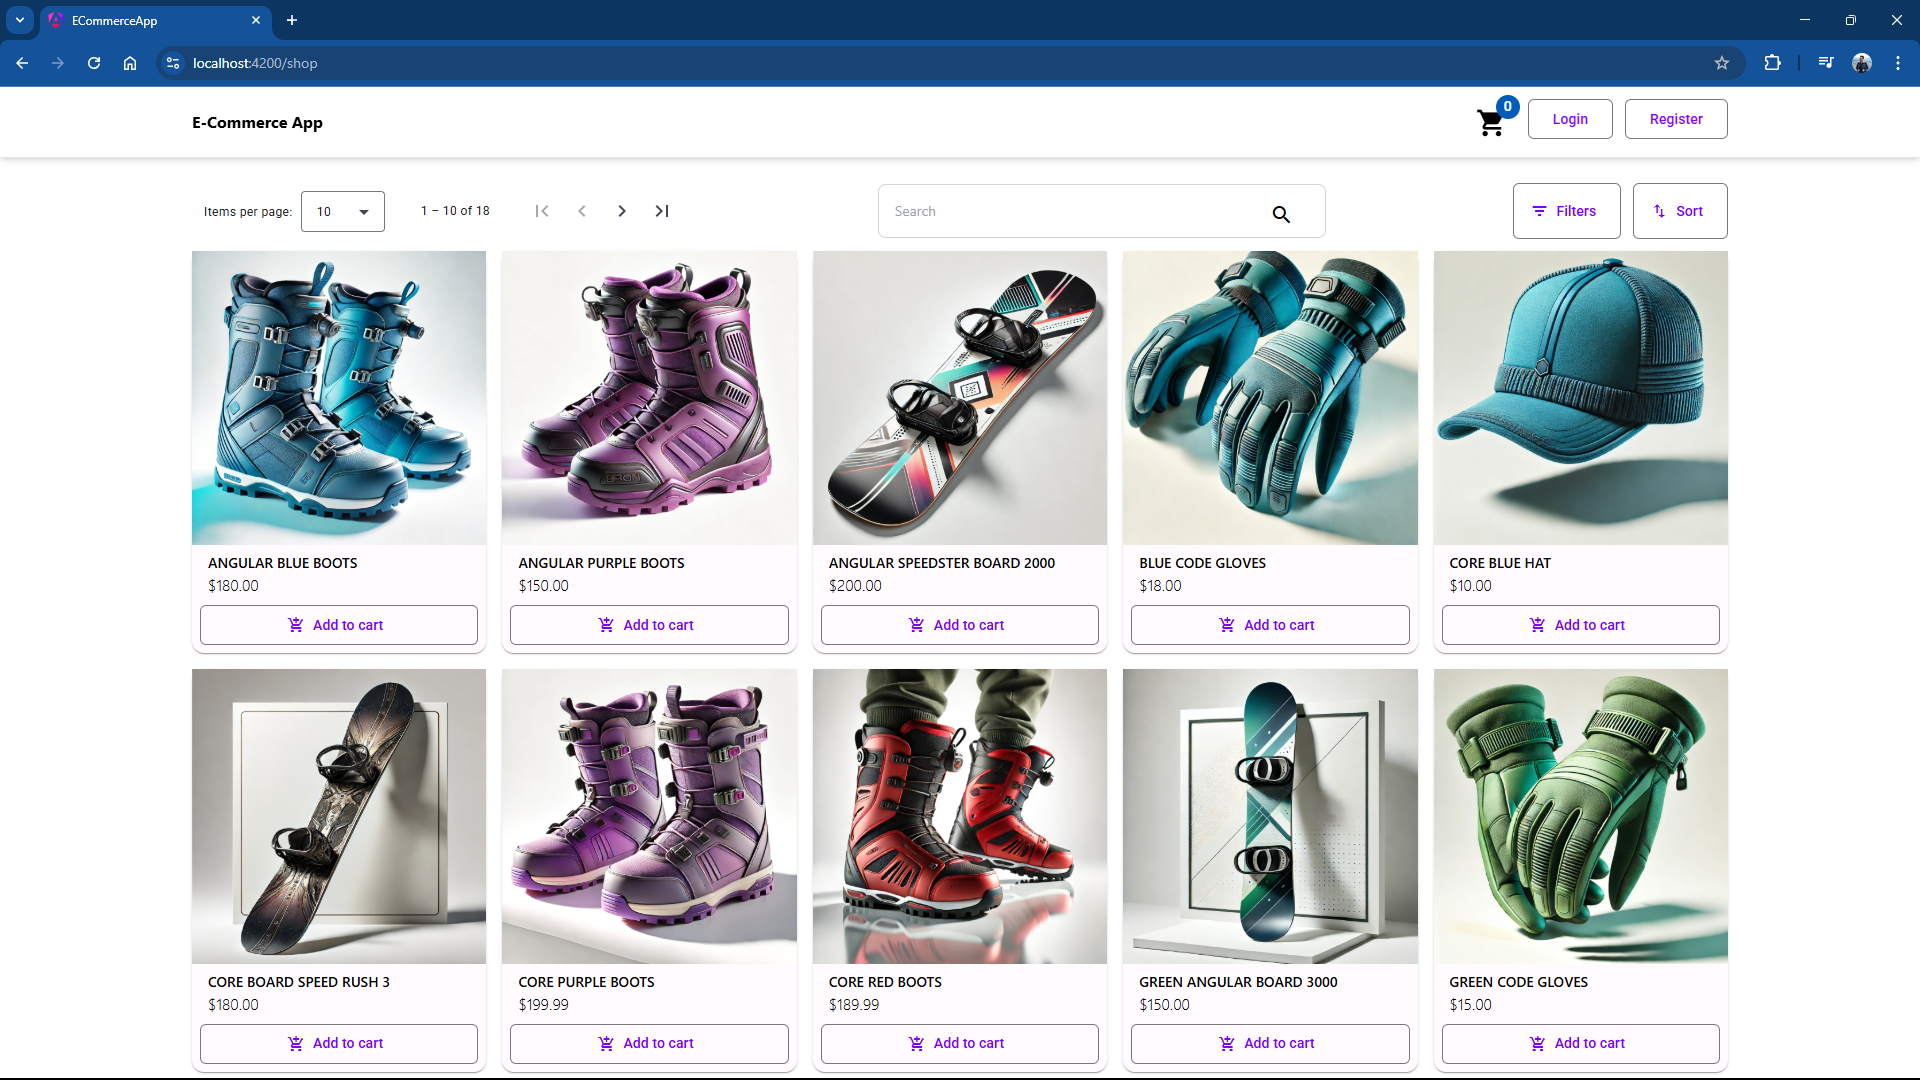 ECommerceApp
localhost:4200/shop
E-Commerce App
0
Login
Register
Items per page:
10
1 – 10 of 18
Search
Filters
Sort
ANGULAR BLUE BOOTS
$180.00
Add to cart
ANGULAR PURPLE BOOTS
$150.00
Add to cart
ANGULAR SPEEDSTER BOARD 2000
$200.00
Add to cart
BLUE CODE GLOVES
$18.00
Add to cart
CORE BLUE HAT
$10.00
Add to cart
CORE BOARD SPEED RUSH 3
$180.00
Add to cart
CORE PURPLE BOOTS
$199.99
Add to cart
CORE RED BOOTS
$189.99
Add to cart
GREEN ANGULAR BOARD 3000
$150.00
Add to cart
GREEN CODE GLOVES
$15.00
Add to cart